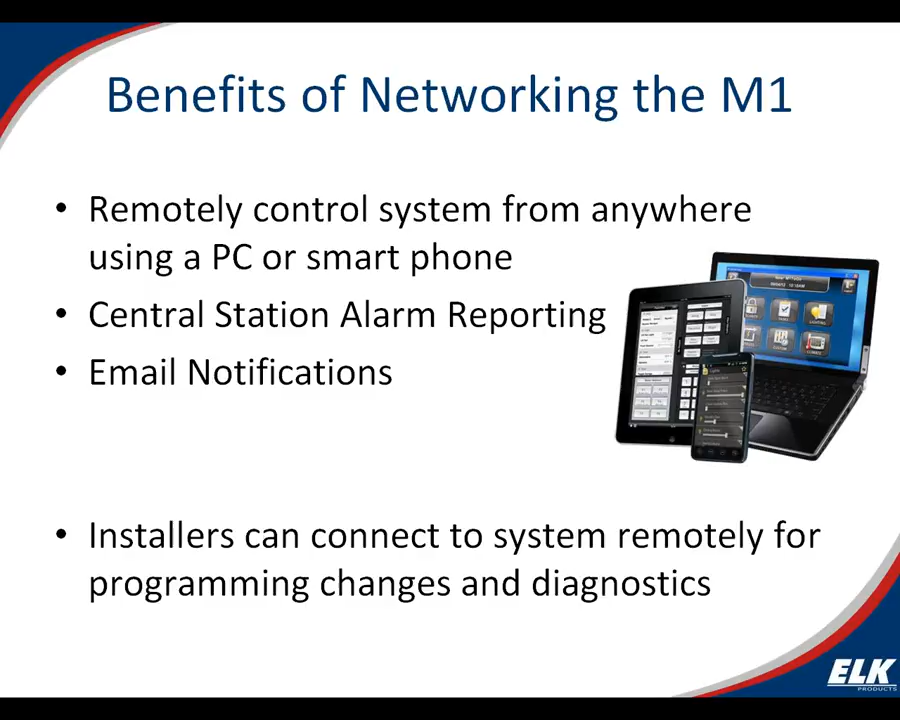 Benefits of Networking the M1
• Remotely control system from anywhere
using a PC or smart phone
• Central Station Alarm Reporting
• Email Notifications
• Installers can connect to system remotely for
programming changes and diagnostics
ELK
PRODUCTS